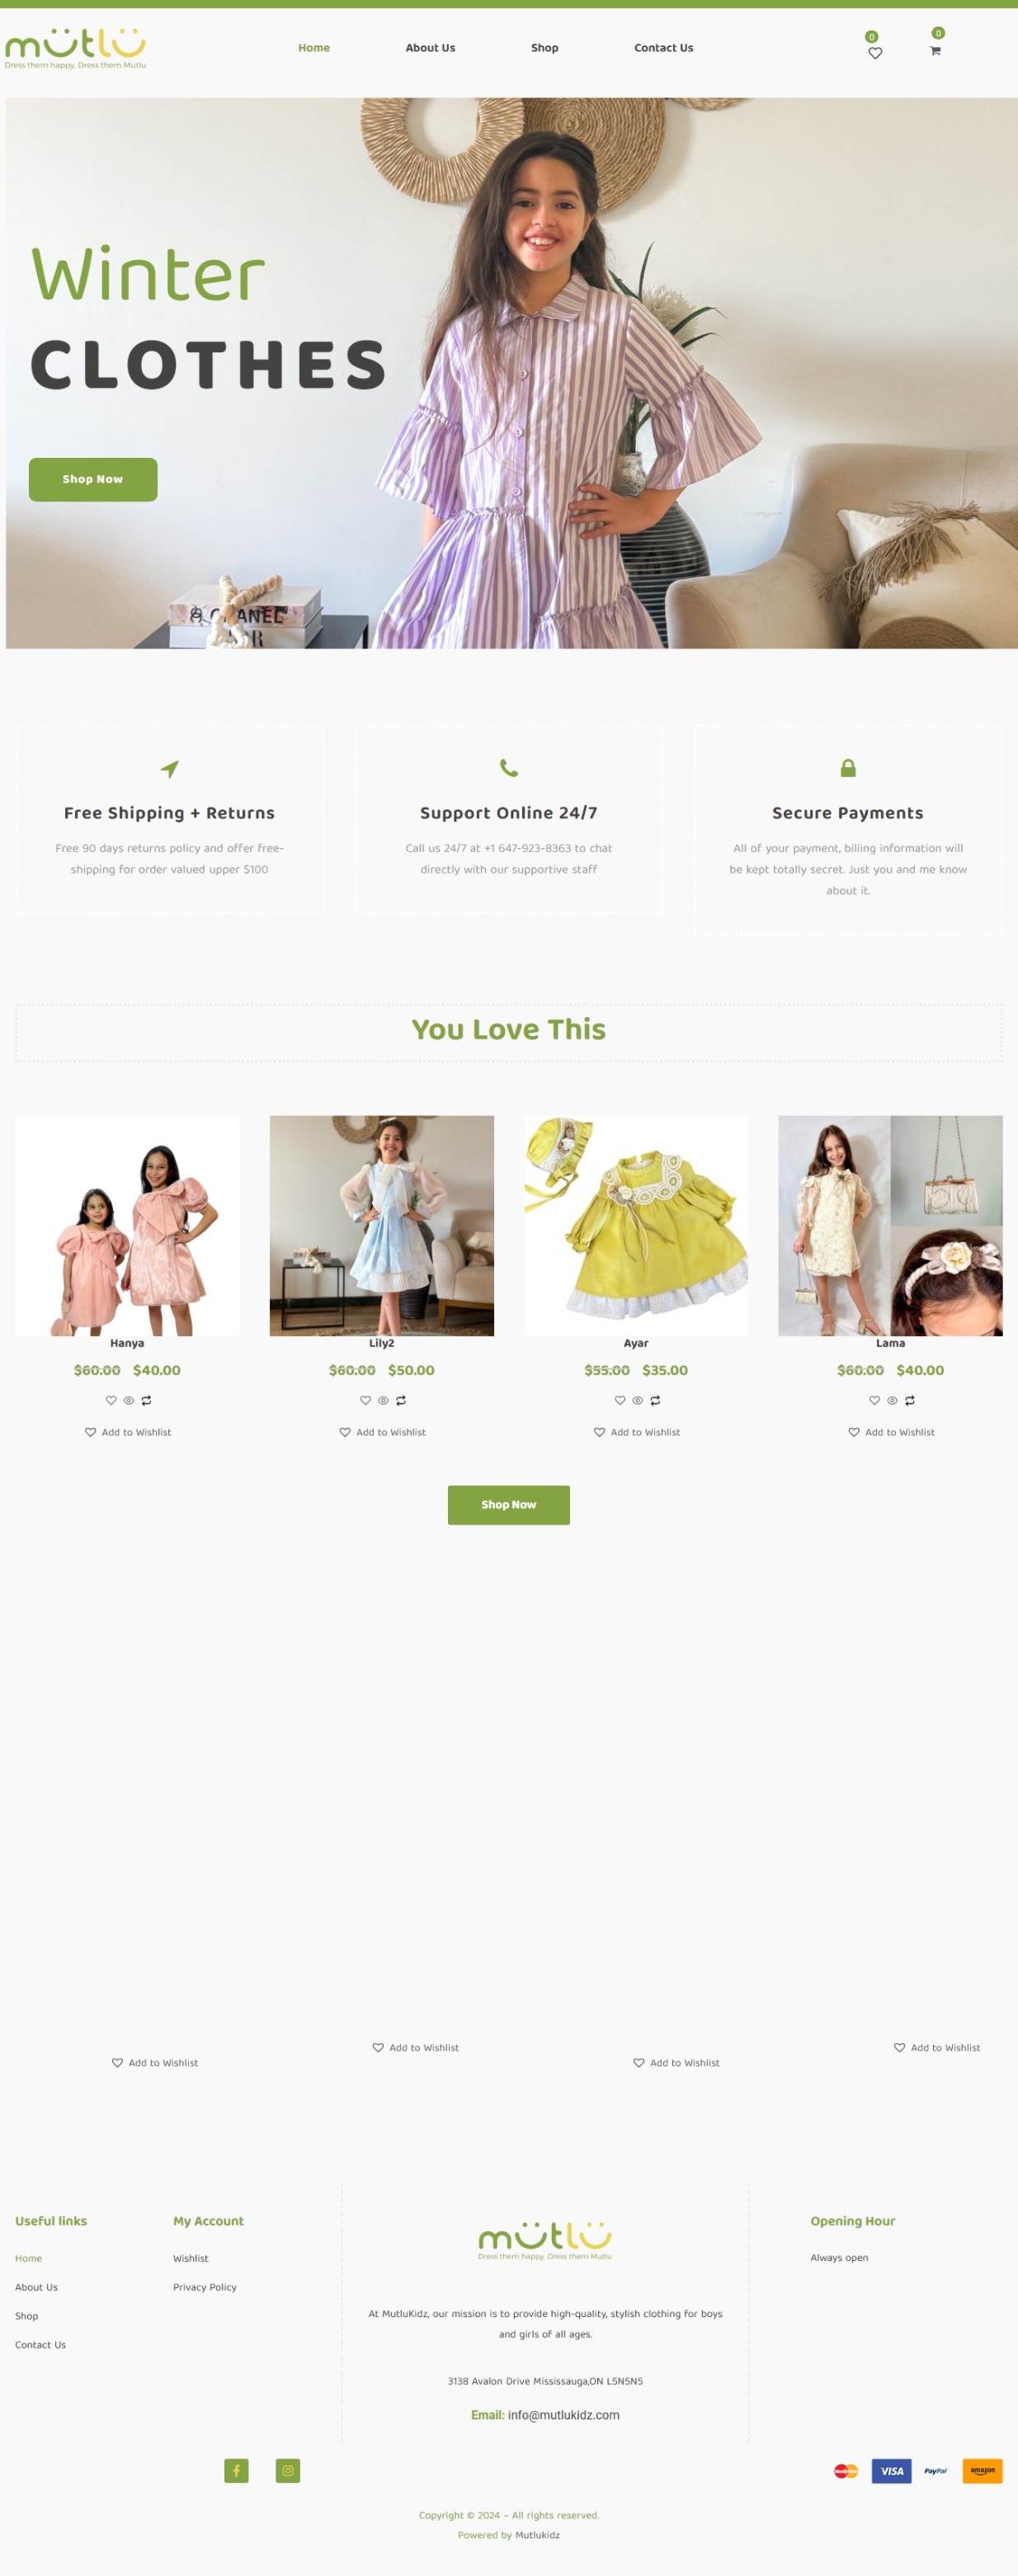 mütlü
Dress them happy, Dress them Mutlu
Home
About Us
Shop
Contact Us
0
0
Winter
CLOTHES
Shop Now
Free Shipping + Returns
Free 90 days returns policy and offer free-
shipping for order valued upper $100
Support Online 24/7
Call us 24/7 at +1 647-923-8363 to chat
directly with our supportive staff
Secure Payments
All of your payment, biliing information will
be kept totally secret. Just you and me know
about it.
You Love This
Hanya
$60.00 $40.00
Add to Wishlist
Lily2
$60.00 $50.00
Add to Wishlist
Ayar
$55.00 $35.00
Add to Wishlist
Lama
$60.00 $40.00
Add to Wishlist
Shop Now
Add to Wishlist
Add to Wishlist
Add to Wishlist
Add to Wishlist
Useful links
Home
About Us
Shop
Contact Us
My Account
Wishlist
Privacy Policy
mütlü
Dress them happy, Dress them Mutlu
At MutluKidz, our mission is to provide high-quality, stylish clothing for boys
and girls of all ages.
3138 Avalon Drive Mississauga,ON L5N5N5
Email: info@mutlukidz.com
Opening Hour
Always open
MasterCard
VISA
PayPal
amazon
Copyright © 2024 – All rights reserved.
Powered by Mutlukidz